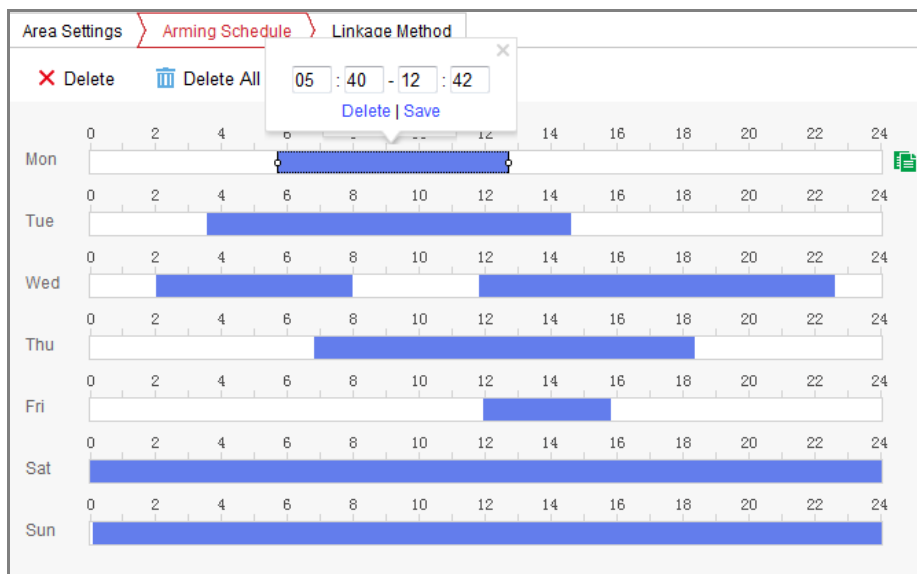 Area Settings Arming Schedule Linkage Method
Delete Delete All
05 : 40 - 12 : 42
Delete | Save
0 2 4 6 12 14 16 18 20 22 24
Mon
0 2 4 6 8 10 12 14 16 18 20 22 24
Tue
0 2 4 6 8 10 12 14 16 18 20 22 24
Wed
0 2 4 6 8 10 12 14 16 18 20 22 24
Thu
0 2 4 6 8 10 12 14 16 18 20 22 24
Fri
0 2 4 6 8 10 12 14 16 18 20 22 24
Sat
0 2 4 6 8 10 12 14 16 18 20 22 24
Sun